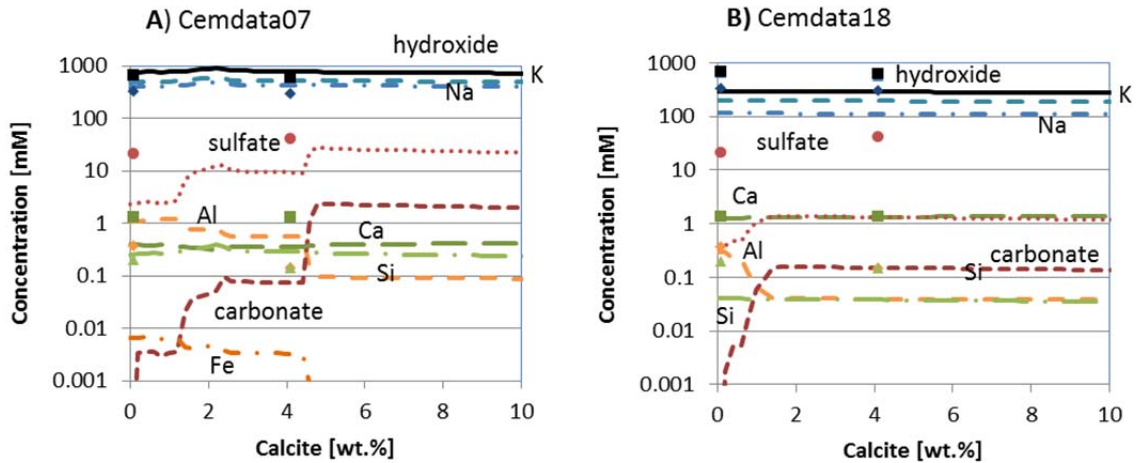 A) Cemdata07
hydroxide
K
Na
sulfate
Al
Ca
Si
carbonate
Fe
1000
100
10
1
0.1
0.01
0.001
Concentration [mM]
0 2 4 6 8 10
Calcite [wt.%]
B) Cemdata18
hydroxide
K
Na
sulfate
Ca
Al
carbonate
Si
Si
1000
100
10
1
0.1
0.01
0.001
Concentration [mM]
0 2 4 6 8 10
Calcite [wt.%]